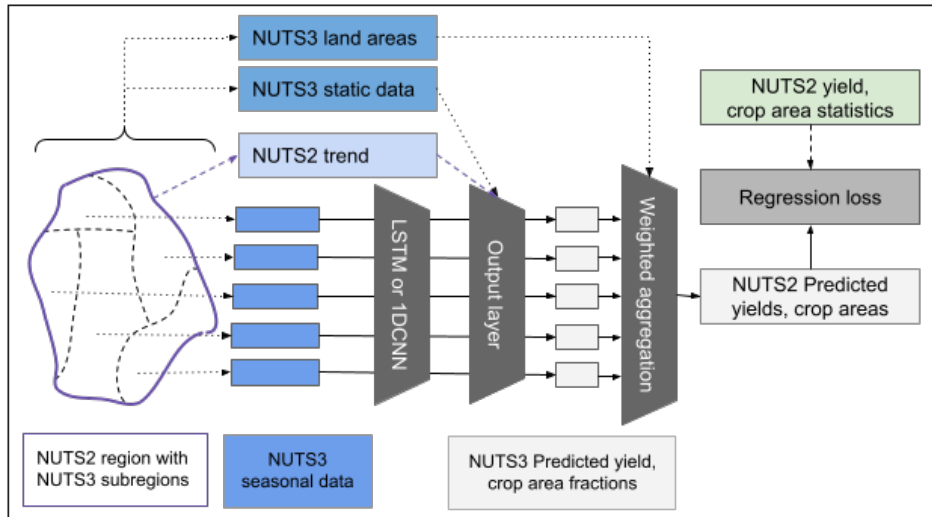 NUTS3 land areas
NUTS3 static data
NUTS2 trend
NUTS2 yield,
crop area statistics
Regression loss
NUTS2 Predicted
yields, crop areas
LSTM or 1DCNN
Output layer
Weighted aggregation
NUTS2 region with
NUTS3 subregions
NUTS3
seasonal data
NUTS3 Predicted yield,
crop area fractions